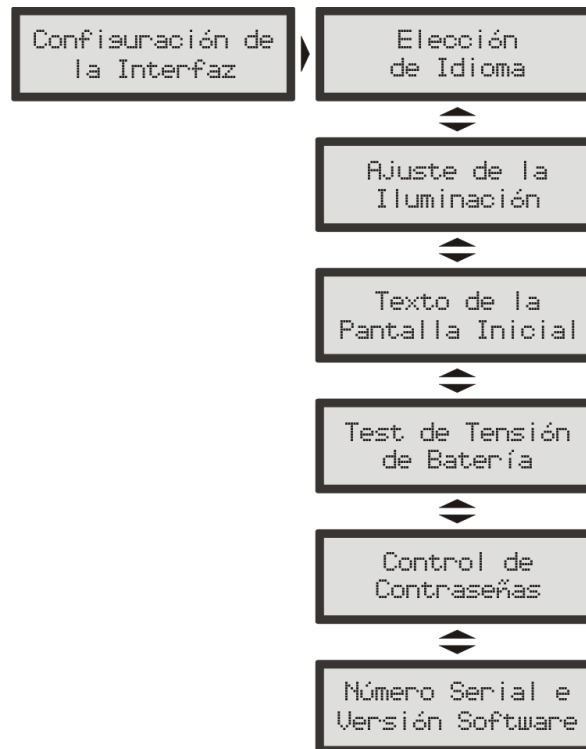 Configuración de
la Interfaz
Elección
de Idioma
Ajuste de la
Iluminación
Texto de la
Pantalla Inicial
Test de Tensión
de Batería
Control de
Contraseñas
Número Serial e
Versión Software